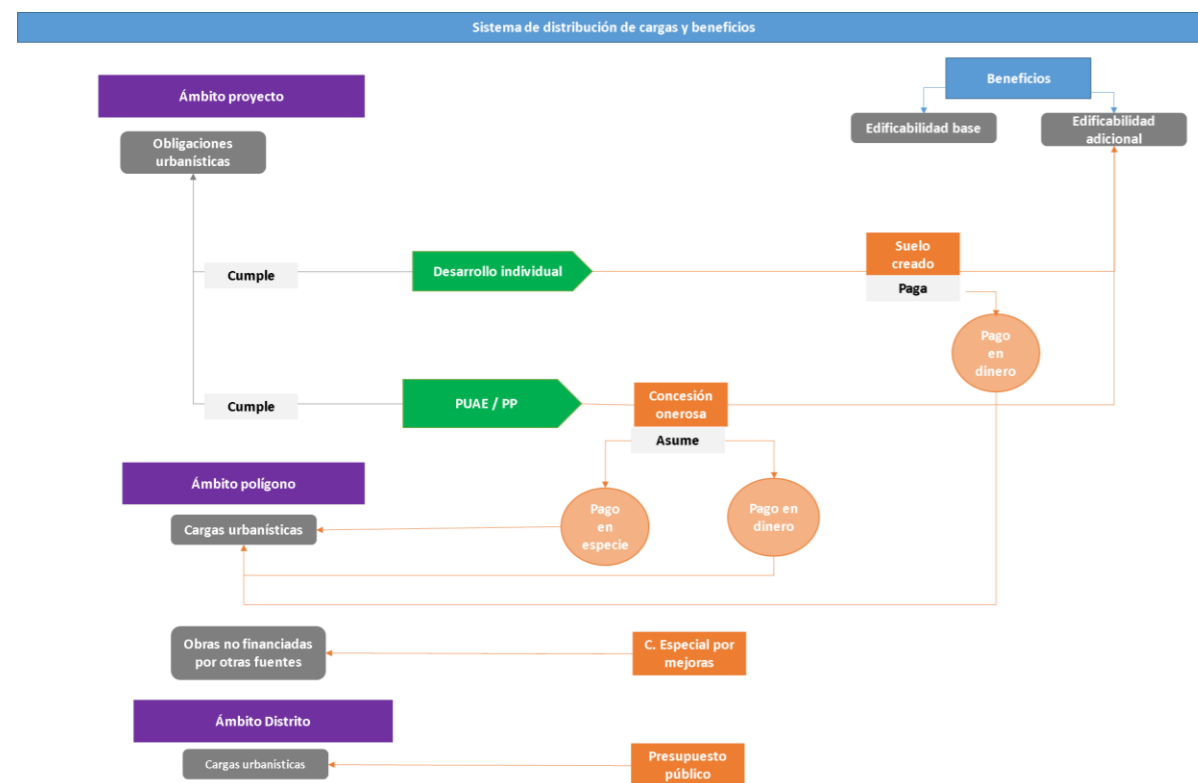 Sistema de distribución de cargas y beneficios
Ámbito proyecto
Beneficios
Obligaciones
urbanísticas
Edificabilidad base
Edificabilidad
adicional
Cumple
Desarrollo individual
Suelo
creado
Paga
Pago
en
dinero
Cumple
PUAE / PP
Concesión
onerosa
Asume
Ámbito polígono
Cargas urbanísticas
Pago
en
especie
Pago en
dinero
Obras no financiadas
por otras fuentes
C. Especial por
mejoras
Ámbito Distrito
Cargas urbanísticas
Presupuesto
público